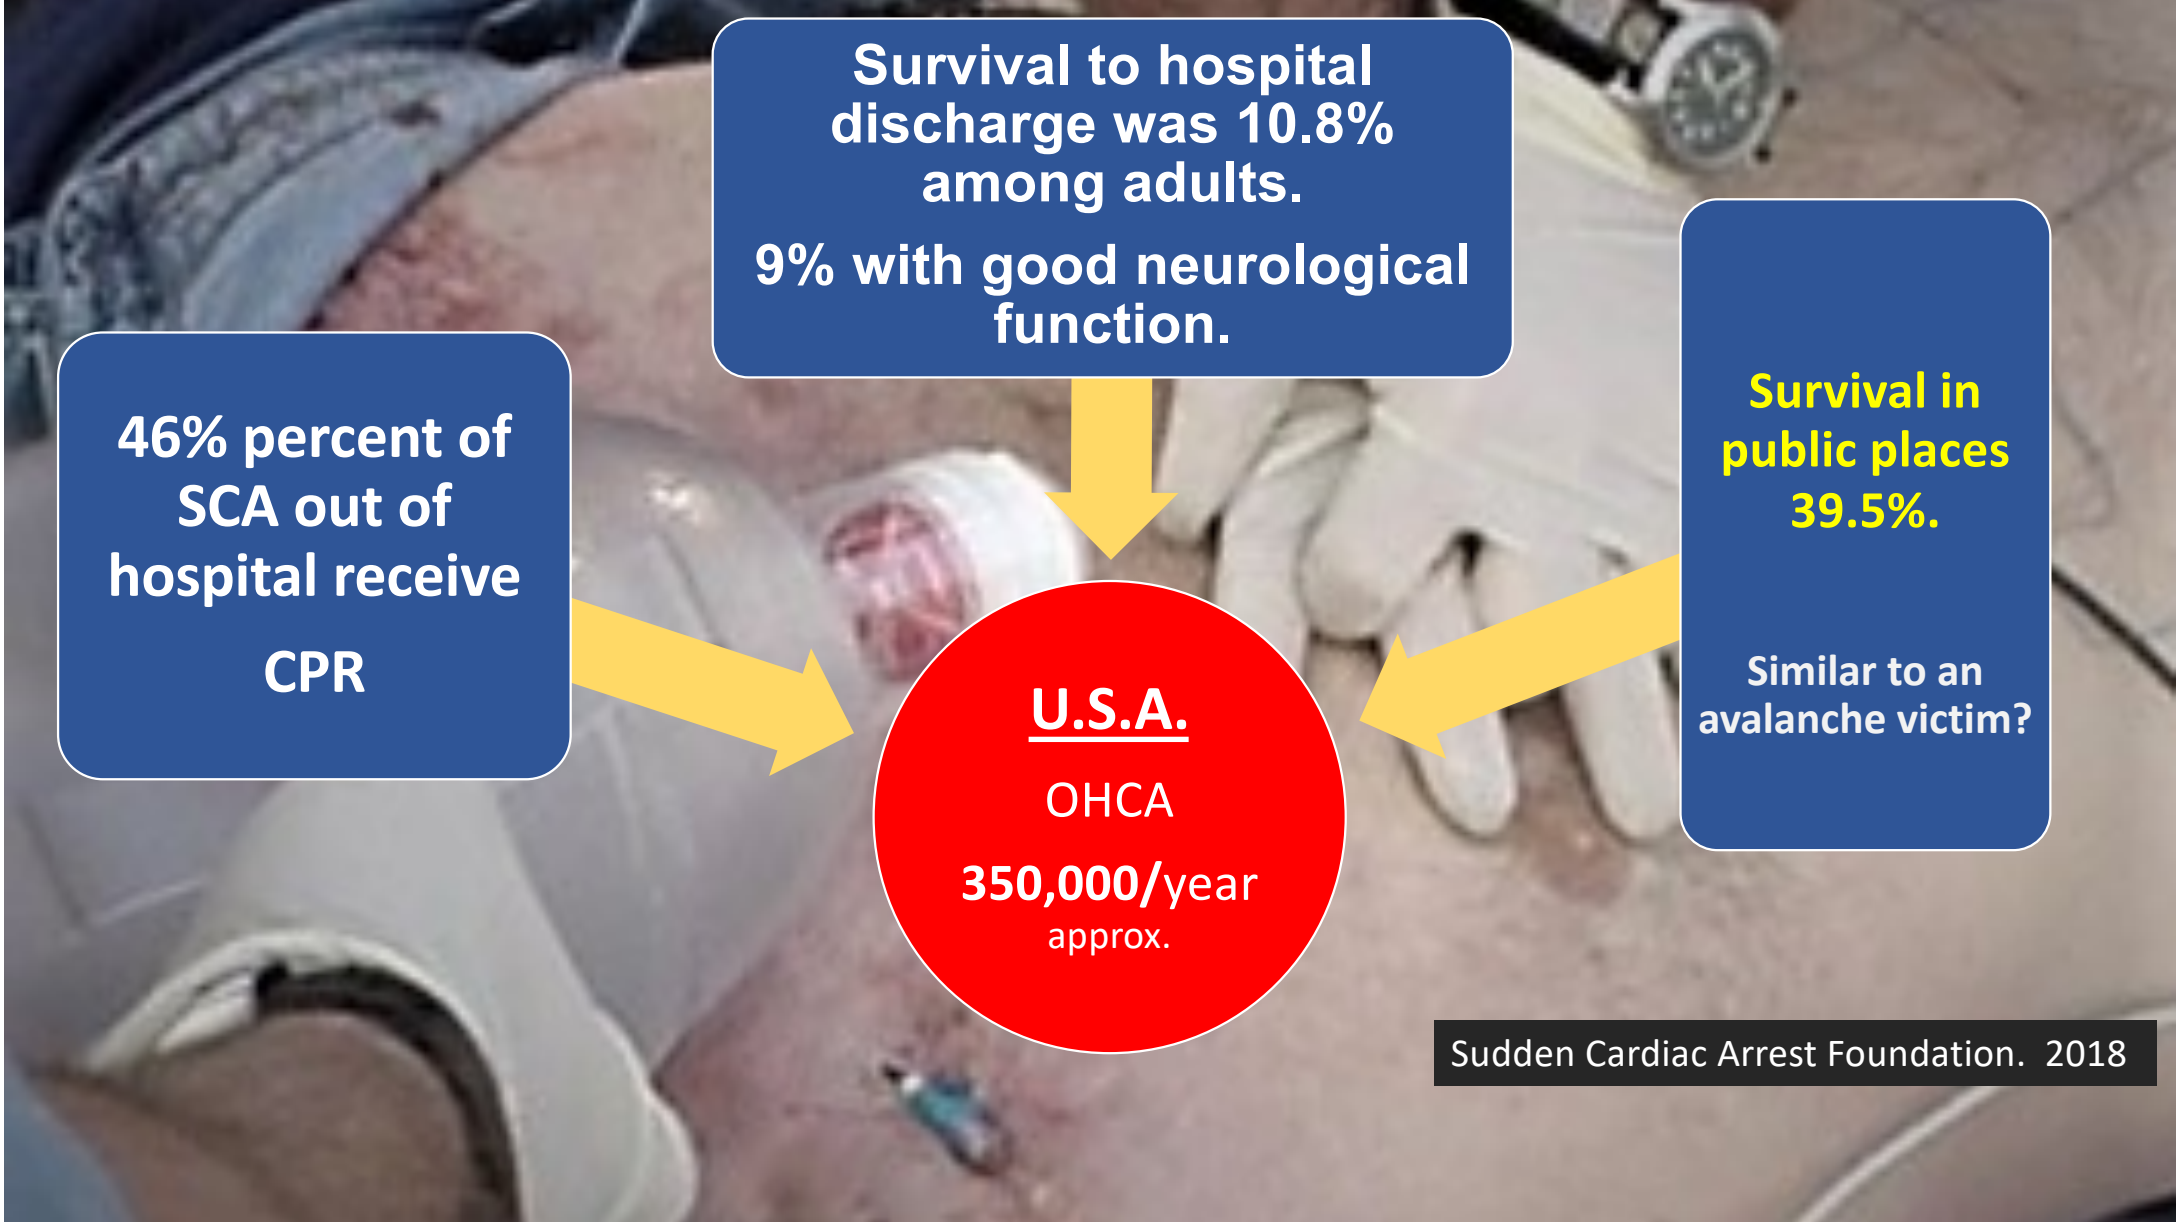 Survival to hospital
discharge was 10.8%
among adults.
9% with good neurological
function.
46% percent of
SCA out of
hospital receive
CPR
Survival in
public places
39.5%.
Similar to an
avalanche victim?
U.S.A.
OHCA
350,000/year
approx.
Sudden Cardiac Arrest Foundation. 2018